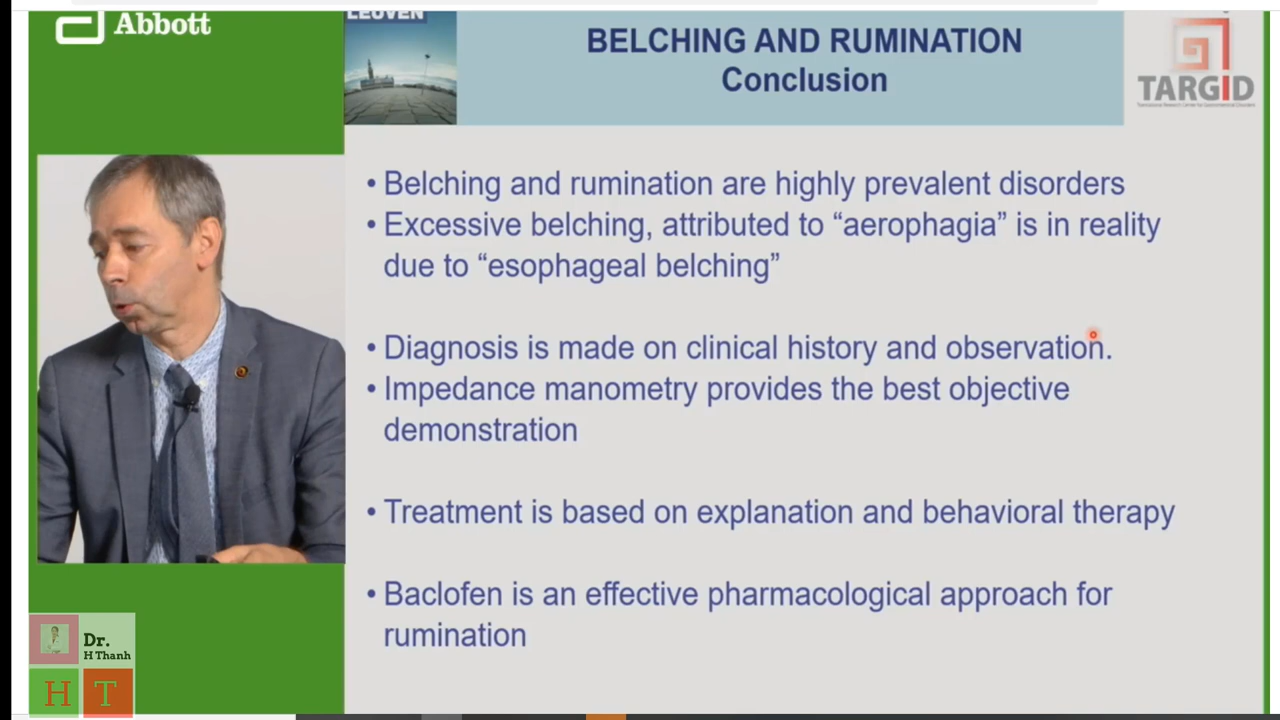 Abbott
LEUVEN
BELCHING AND RUMINATION
Conclusion
TARGID
• Belching and rumination are highly prevalent disorders
• Excessive belching, attributed to “aerophagia” is in reality
due to “esophageal belching”
• Diagnosis is made on clinical history and observation.
• Impedance manometry provides the best objective
demonstration
• Treatment is based on explanation and behavioral therapy
• Baclofen is an effective pharmacological approach for
rumination
Dr.
H Thanh
H T